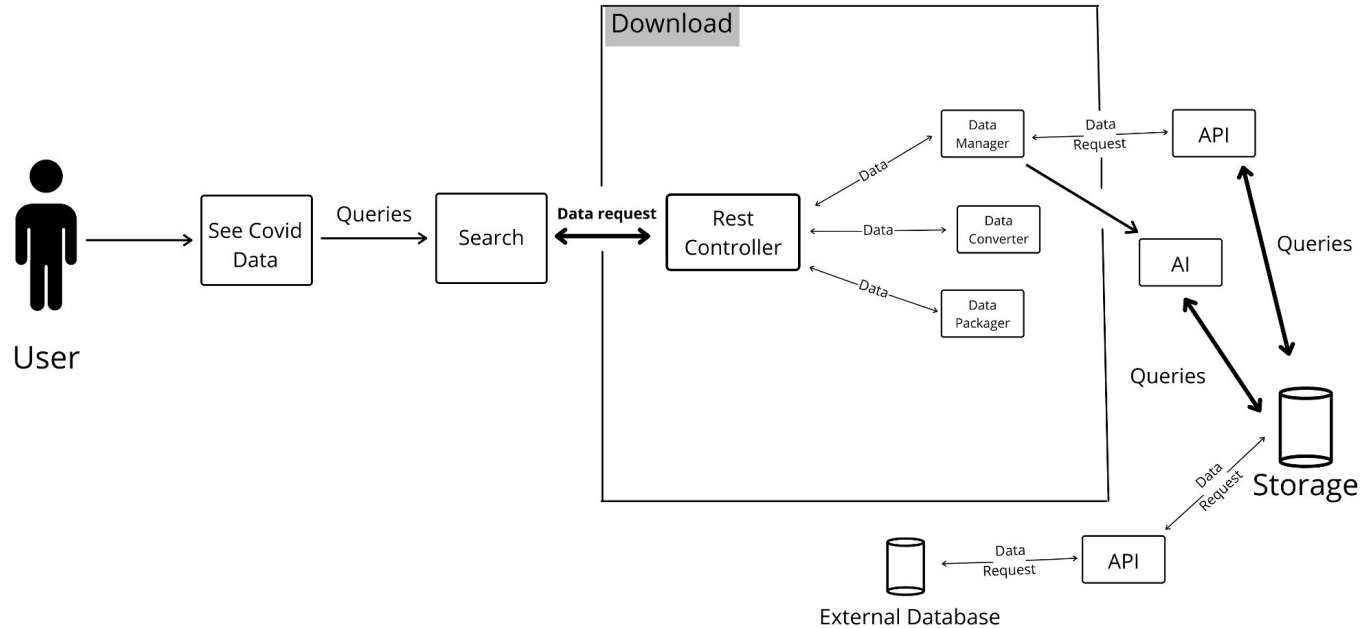 Download
User
See Covid
Data
Queries
Search
Data request
Rest
Controller
Data
Data
Data
Data
Manager
Data
Converter
Data
Packager
Data
Request
API
AI
Queries
Queries
Storage
Data
Request
API
Data
Request
External Database